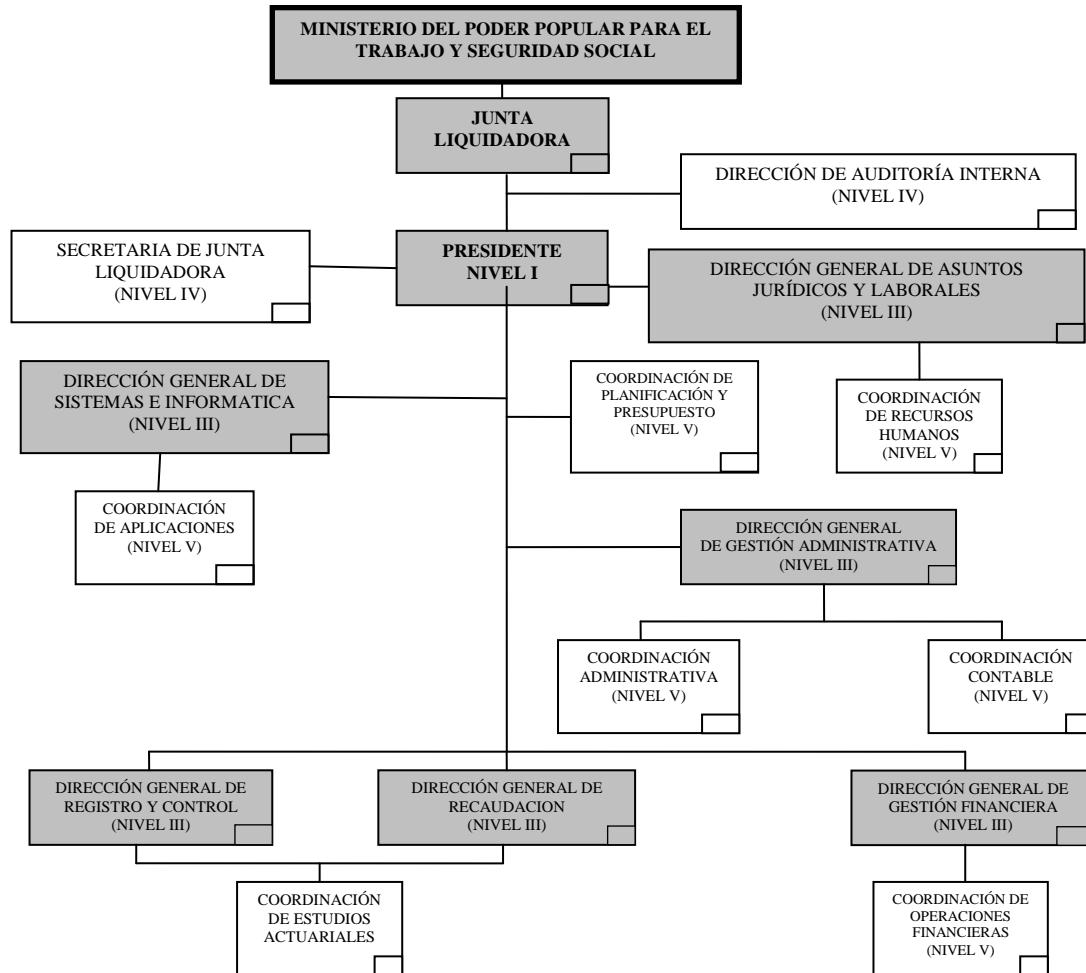 MINISTERIO DEL PODER POPULAR PARA EL
TRABAJO Y SEGURIDAD SOCIAL
JUNTA
LIQUIDADORA
DIRECCIÓN DE AUDITORÍA INTERNA
(NIVEL IV)
SECRETARIA DE JUNTA
LIQUIDADORA
(NIVEL IV)
PRESIDENTE
NIVEL I
DIRECCIÓN GENERAL DE ASUNTOS
JURÍDICOS Y LABORALES
(NIVEL III)
DIRECCIÓN GENERAL DE
SISTEMAS E INFORMATICA
(NIVEL III)
COORDINACIÓN DE
PLANIFICACIÓN Y
PRESUPUESTO
(NIVEL V)
COORDINACIÓN
DE RECURSOS
HUMANOS
(NIVEL V)
COORDINACIÓN
DE APLICACIONES
(NIVEL V)
DIRECCIÓN GENERAL
DE GESTIÓN ADMINISTRATIVA
(NIVEL III)
COORDINACIÓN
ADMINISTRATIVA
(NIVEL V)
COORDINACIÓN
CONTABLE
(NIVEL V)
DIRECCIÓN GENERAL DE
REGISTRO Y CONTROL
(NIVEL III)
DIRECCIÓN GENERAL DE
RECAUDACION
(NIVEL III)
DIRECCIÓN GENERAL DE
GESTIÓN FINANCIERA
(NIVEL III)
COORDINACIÓN
DE ESTUDIOS
ACTUARIALES
COORDINACIÓN DE
OPERACIONES
FINANCIERAS
(NIVEL V)